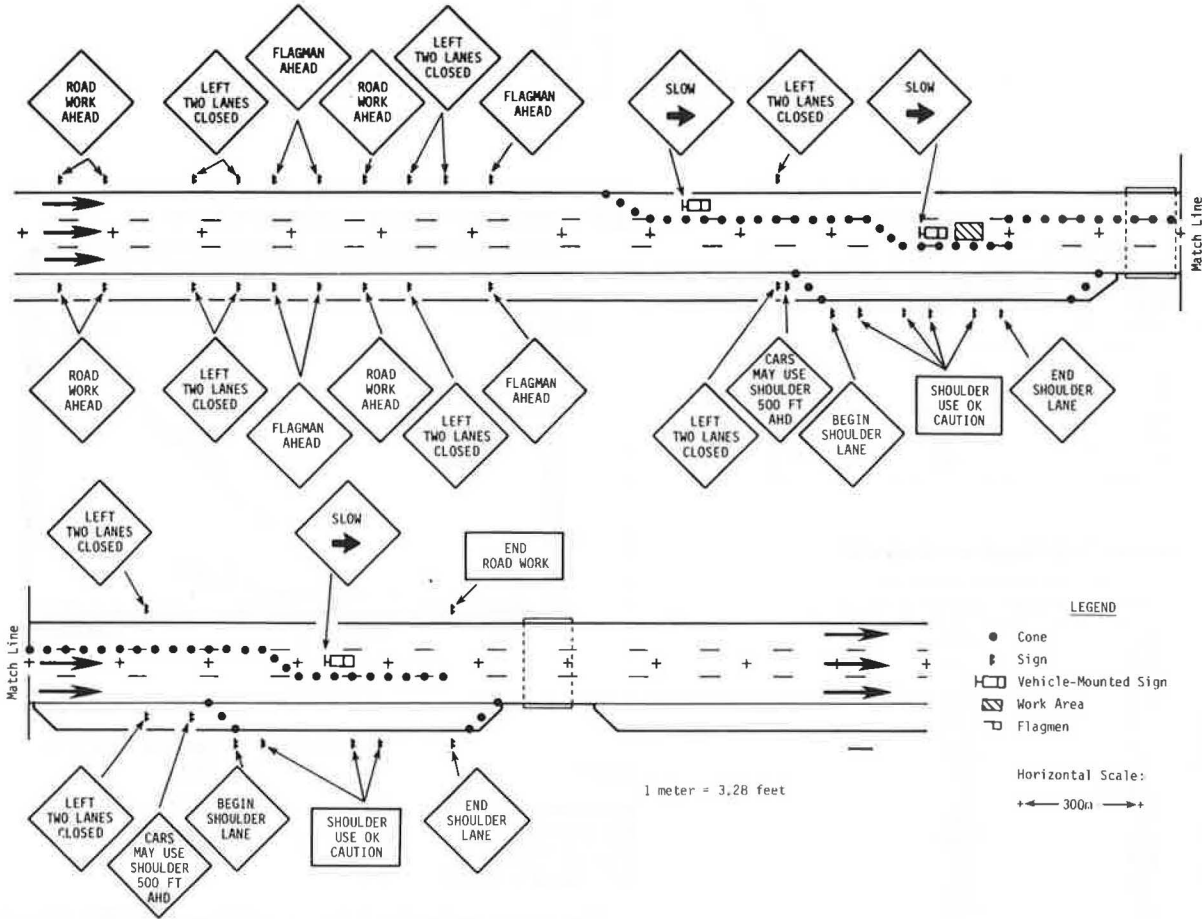 ROAD
WORK
AHEAD
LEFT
TWO LANES
CLOSED
FLAGMAN
AHEAD
ROAD
WORK
AHEAD
LEFT
TWO LANES
CLOSED
FLAGMAN
AHEAD
SLOW
LEFT
TWO LANES
CLOSED
SLOW
Match Line
ROAD
WORK
AHEAD
LEFT
TWO LANES
CLOSED
FLAGMAN
AHEAD
ROAD
WORK
AHEAD
LEFT
TWO LANES
CLOSED
FLAGMAN
AHEAD
LEFT
TWO LANES
CLOSED
CARS
MAY USE
SHOULDER
500 FT
AHD
BEGIN
SHOULDER
LANE
SHOULDER
USE OK
CAUTION
END
SHOULDER
LANE
LEFT
TWO LANES
CLOSED
SLOW
END
ROAD WORK
Match Line
LEFT
TWO LANES
CLOSED
CARS
MAY USE
SHOULDER
500 FT
AHD
BEGIN
SHOULDER
LANE
SHOULDER
USE OK
CAUTION
END
SHOULDER
LANE
1 meter = 3.28 feet
LEGEND
Cone
Sign
Vehicle-Mounted Sign
Work Area
Flagmen
Horizontal Scale:
300m